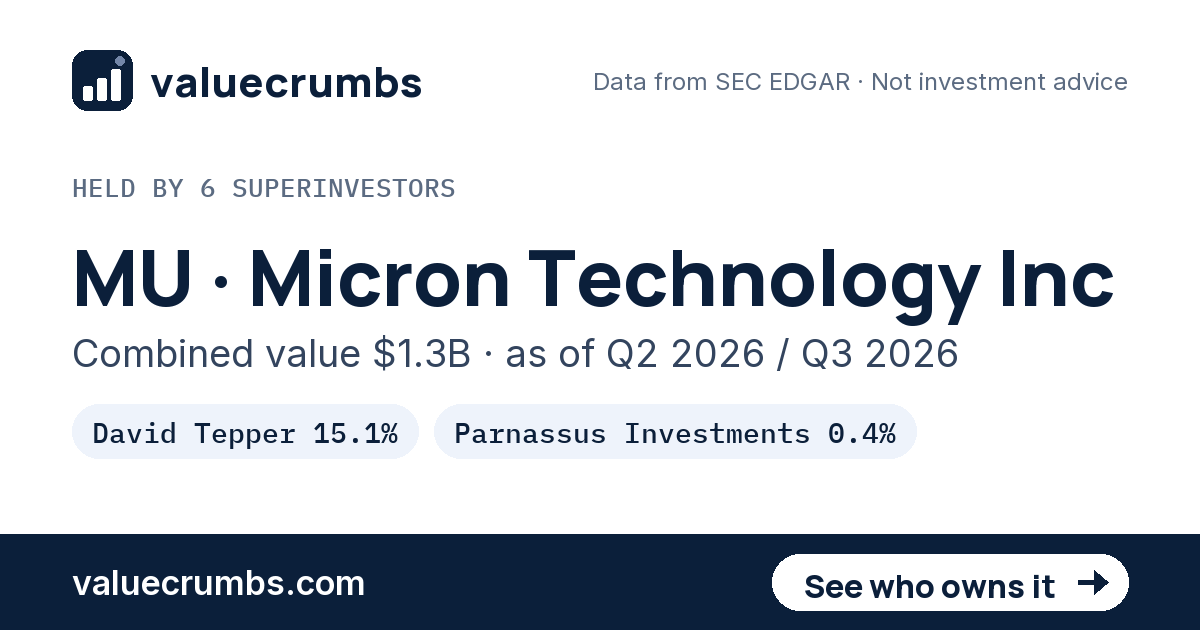 valuecrumbs
Data from SEC EDGAR · Not investment advice
HELD BY 6 SUPERINVESTORS
MU · Micron Technology Inc
Combined value $1.3B · as of Q2 2026 / Q3 2026
David Tepper 15.1%
Parnassus Investments 0.4%
valuecrumbs.com
See who owns it →